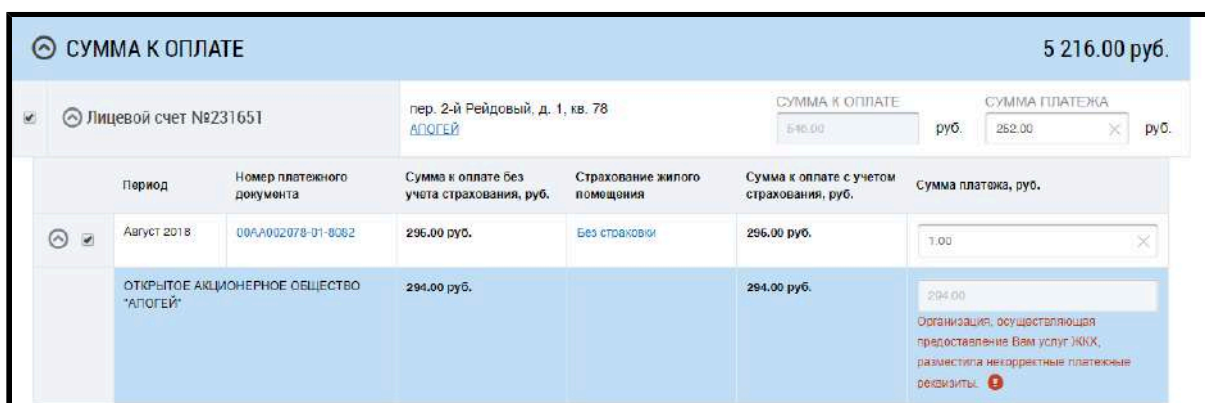 СУММА К ОПЛАТЕ 5 216.00 руб.
Лицевой счет №231651
пер. 2-й Рейдовый, д. 1, кв. 78
АПОГЕЙ
СУММА К ОПЛАТЕ
546.00 руб.
СУММА ПЛАТЕЖА
252.00 руб.
Период
Номер платежного
документа
Сумма к оплате без
учета страхования, руб.
Страхование жилого
помещения
Сумма к оплате с учетом
страхования, руб.
Сумма платежа, руб.
Август 2018 00АА002078-01-8082 295.00 руб. Без страховки 295.00 руб. 1.00
ОТКРЫТОЕ АКЦИОНЕРНОЕ ОБЩЕСТВО
"АПОГЕЙ"
294.00 руб. 294.00 руб. 294.00
Организация, осуществляющая
предоставление Вам услуг ЖКХ,
разместила некорректные платежные
реквизиты.